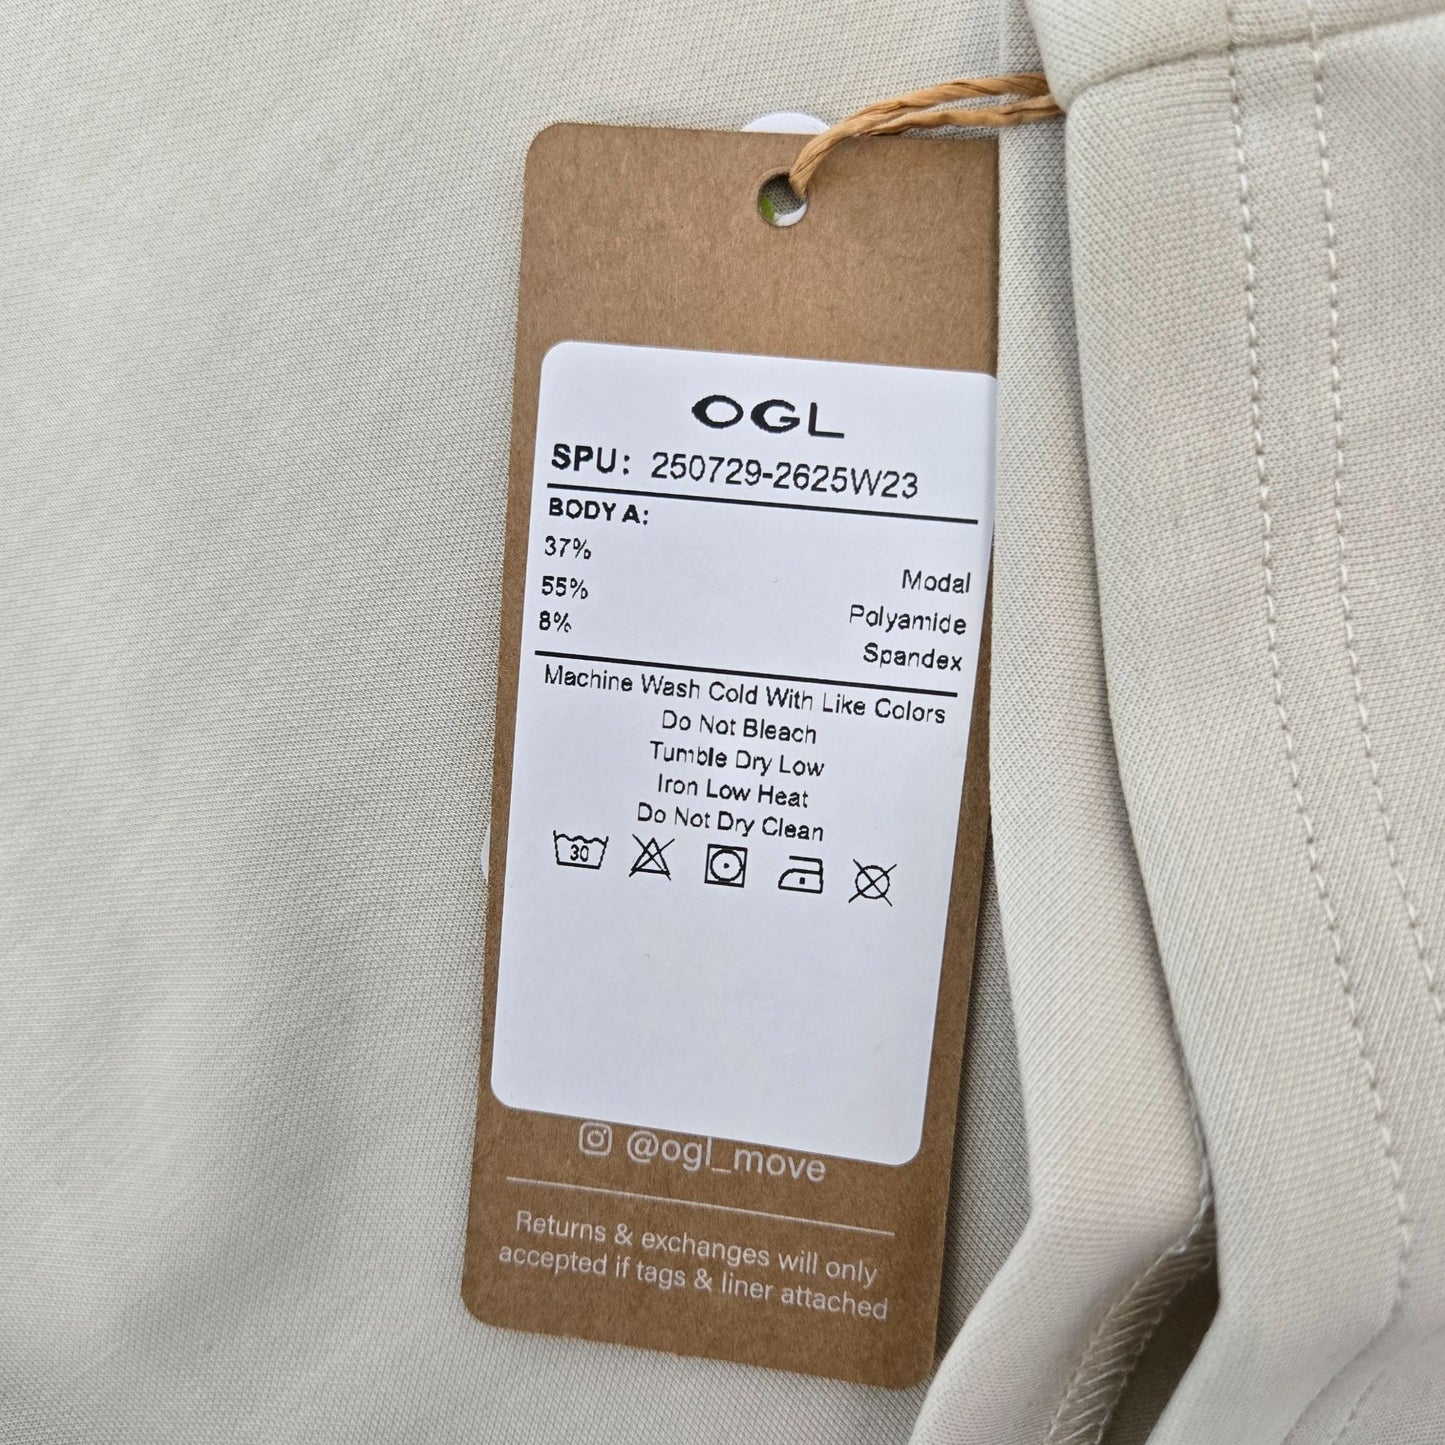 OGL
SPU: 250729-2625W23
BODY A:
37% Modal
55% Polyamide
8% Spandex
Machine Wash Cold With Like Colors
Do Not Bleach
Tumble Dry Low
Iron Low Heat
Do Not Dry Clean
30
@ogl_move
Returns & exchanges will only
accepted if tags & liner attached